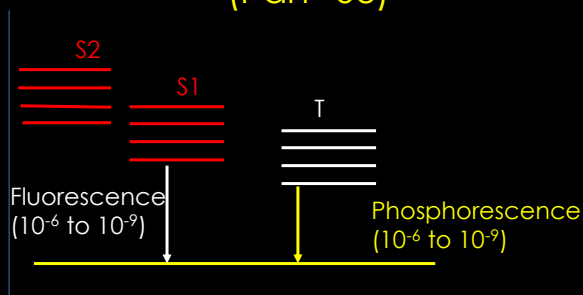 S2
S1
T
Fluorescence
(10⁻⁶ to 10⁻⁹)
Phosphorescence
(10⁻⁶ to 10⁻⁹)